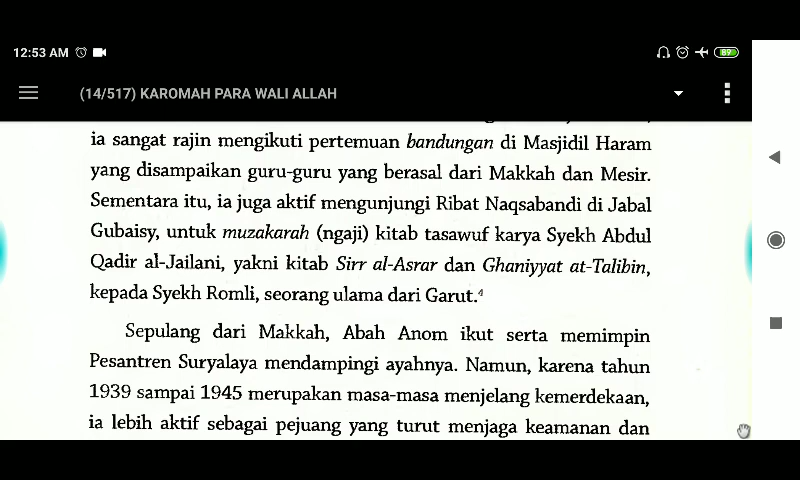 12:53 AM
89
(14/517) KAROMAH PARA WALI ALLAH
ia sangat rajin mengikuti pertemuan bandungan di Masjidil Haram
yang disampaikan guru-guru yang berasal dari Makkah dan Mesir.
Sementara itu, ia juga aktif mengunjungi Ribat Naqsabandi di Jabal
Gubaisy, untuk muzakarah (ngaji) kitab tasawuf karya Syekh Abdul
Qadir al-Jailani, yakni kitab Sirr al-Asrar dan Ghaniyyat at-Talibin,
kepada Syekh Romli, seorang ulama dari Garut.⁴
Sepulang dari Makkah, Abah Anom ikut serta memimpin
Pesantren Suryalaya mendampingi ayahnya. Namun, karena tahun
1939 sampai 1945 merupakan masa-masa menjelang kemerdekaan,
ia lebih aktif sebagai pejuang yang turut menjaga keamanan dan